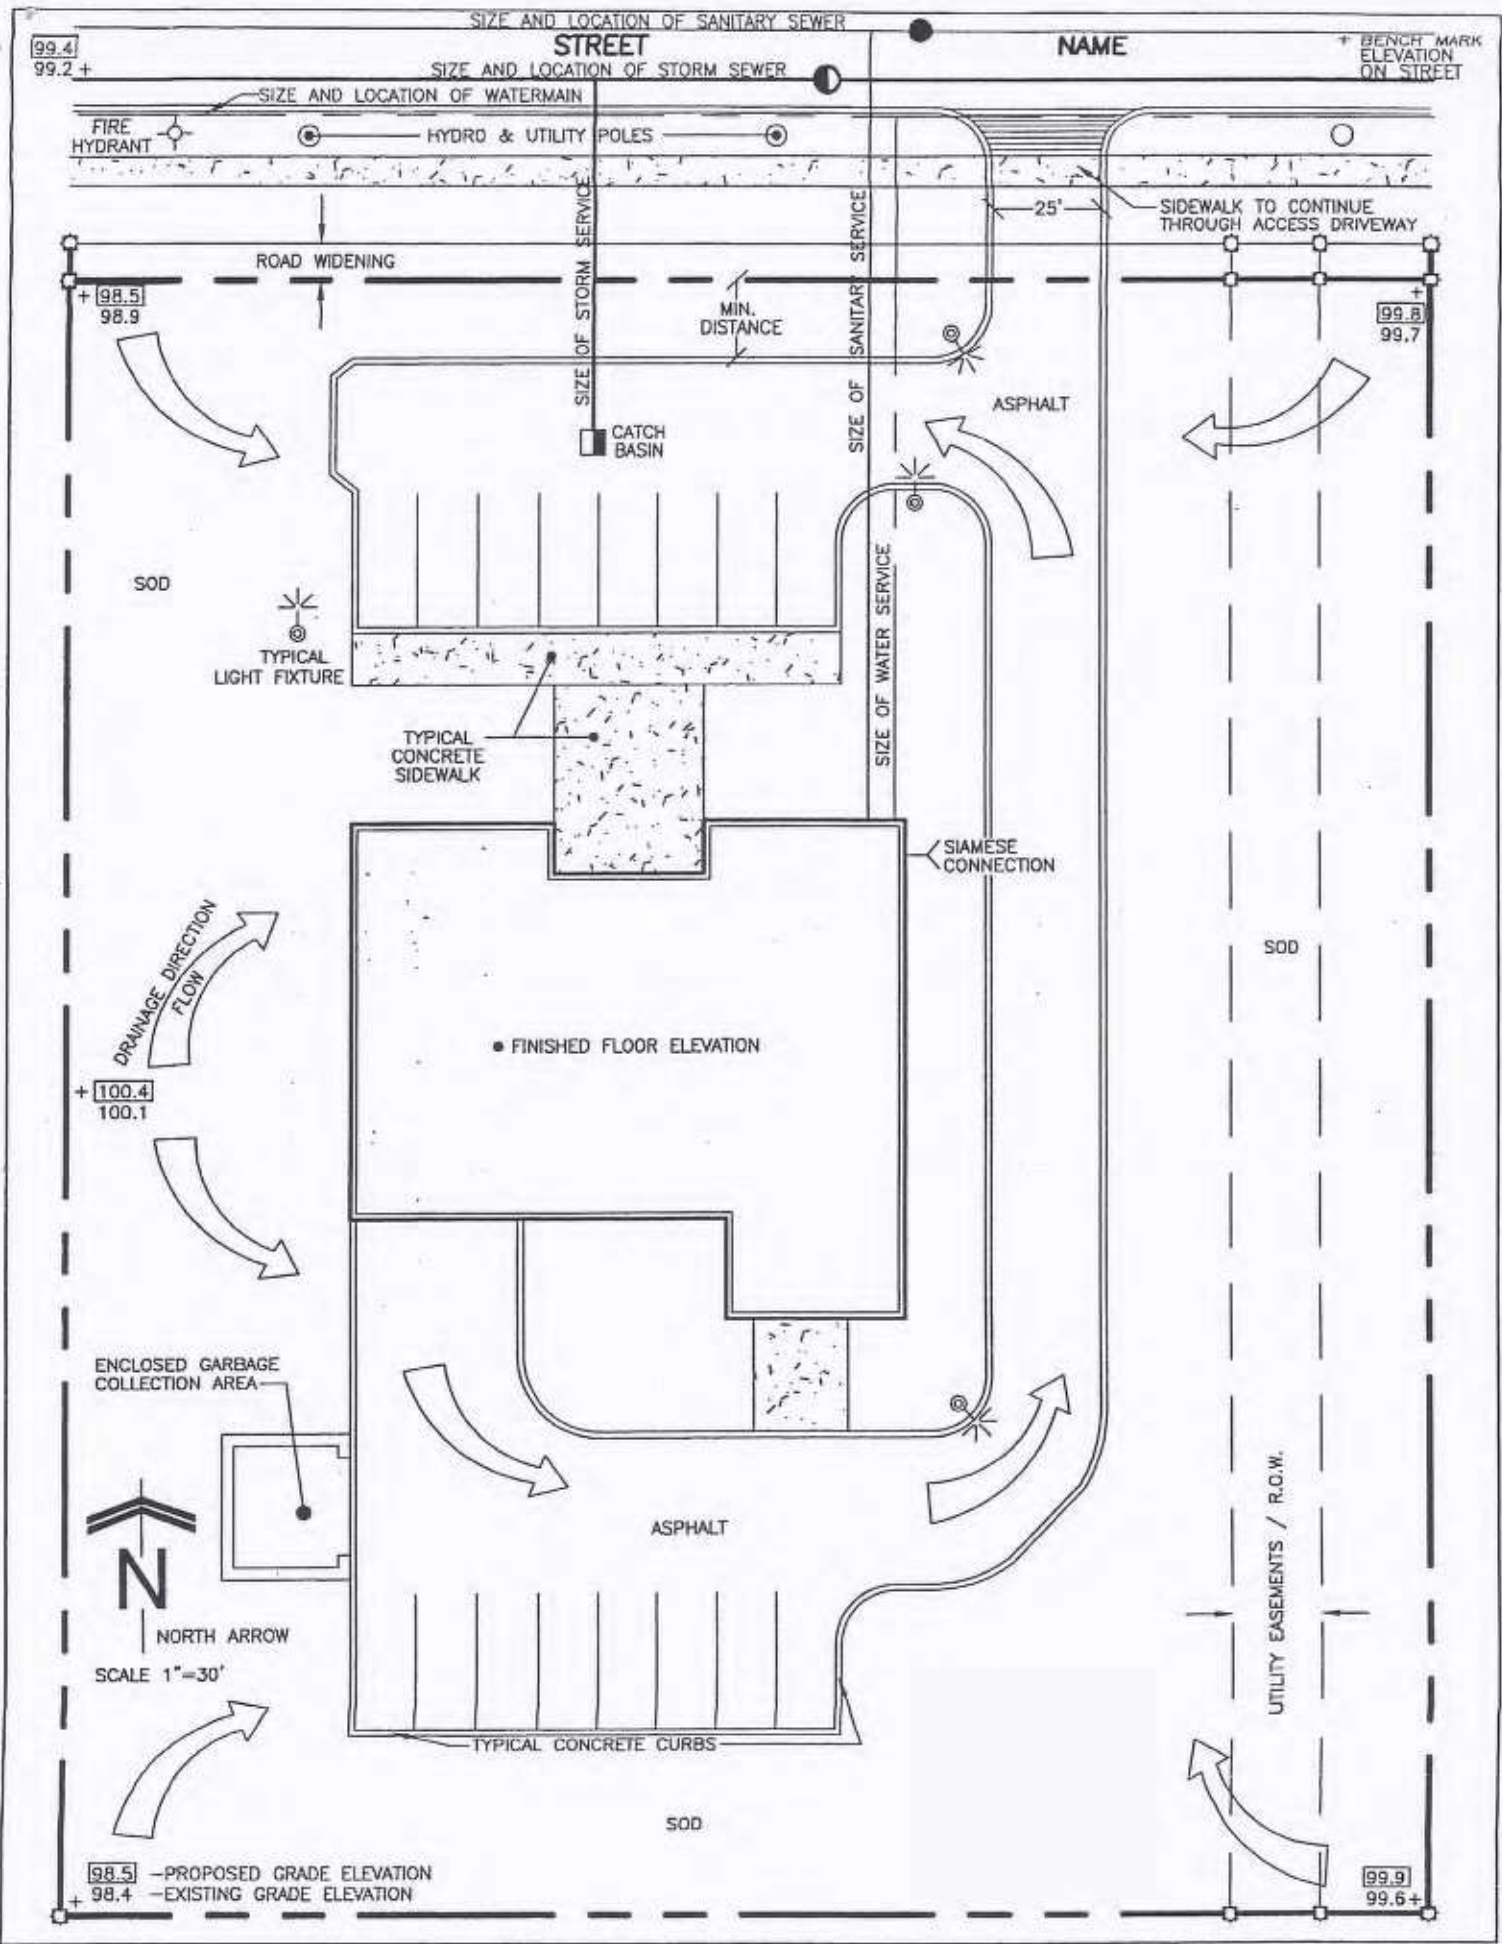 SIZE AND LOCATION OF SANITARY SEWER
99.4
99.2 +
STREET
NAME
+ BENCH MARK
ELEVATION
ON STREET
SIZE AND LOCATION OF STORM SEWER
SIZE AND LOCATION OF WATERMAIN
FIRE
HYDRANT
HYDRO & UTILITY POLES
25'
SIDEWALK TO CONTINUE
THROUGH ACCESS DRIVEWAY
SIZE OF STORM SERVICE
SIZE OF SANITARY SERVICE
ROAD WIDENING
+ 98.5
98.9
MIN.
DISTANCE
+
99.8
99.7
ASPHALT
CATCH
BASIN
SOD
SIZE OF WATER SERVICE
TYPICAL
LIGHT FIXTURE
TYPICAL
CONCRETE
SIDEWALK
SIAMESE
CONNECTION
DRAINAGE DIRECTION
FLOW
SOD
FINISHED FLOOR ELEVATION
+ 100.4
100.1
ENCLOSED GARBAGE
COLLECTION AREA
N
NORTH ARROW
SCALE 1"=30'
ASPHALT
UTILITY EASEMENTS / R.O.W.
TYPICAL CONCRETE CURBS
SOD
98.5 -PROPOSED GRADE ELEVATION
+ 98.4 -EXISTING GRADE ELEVATION
99.9
99.6+